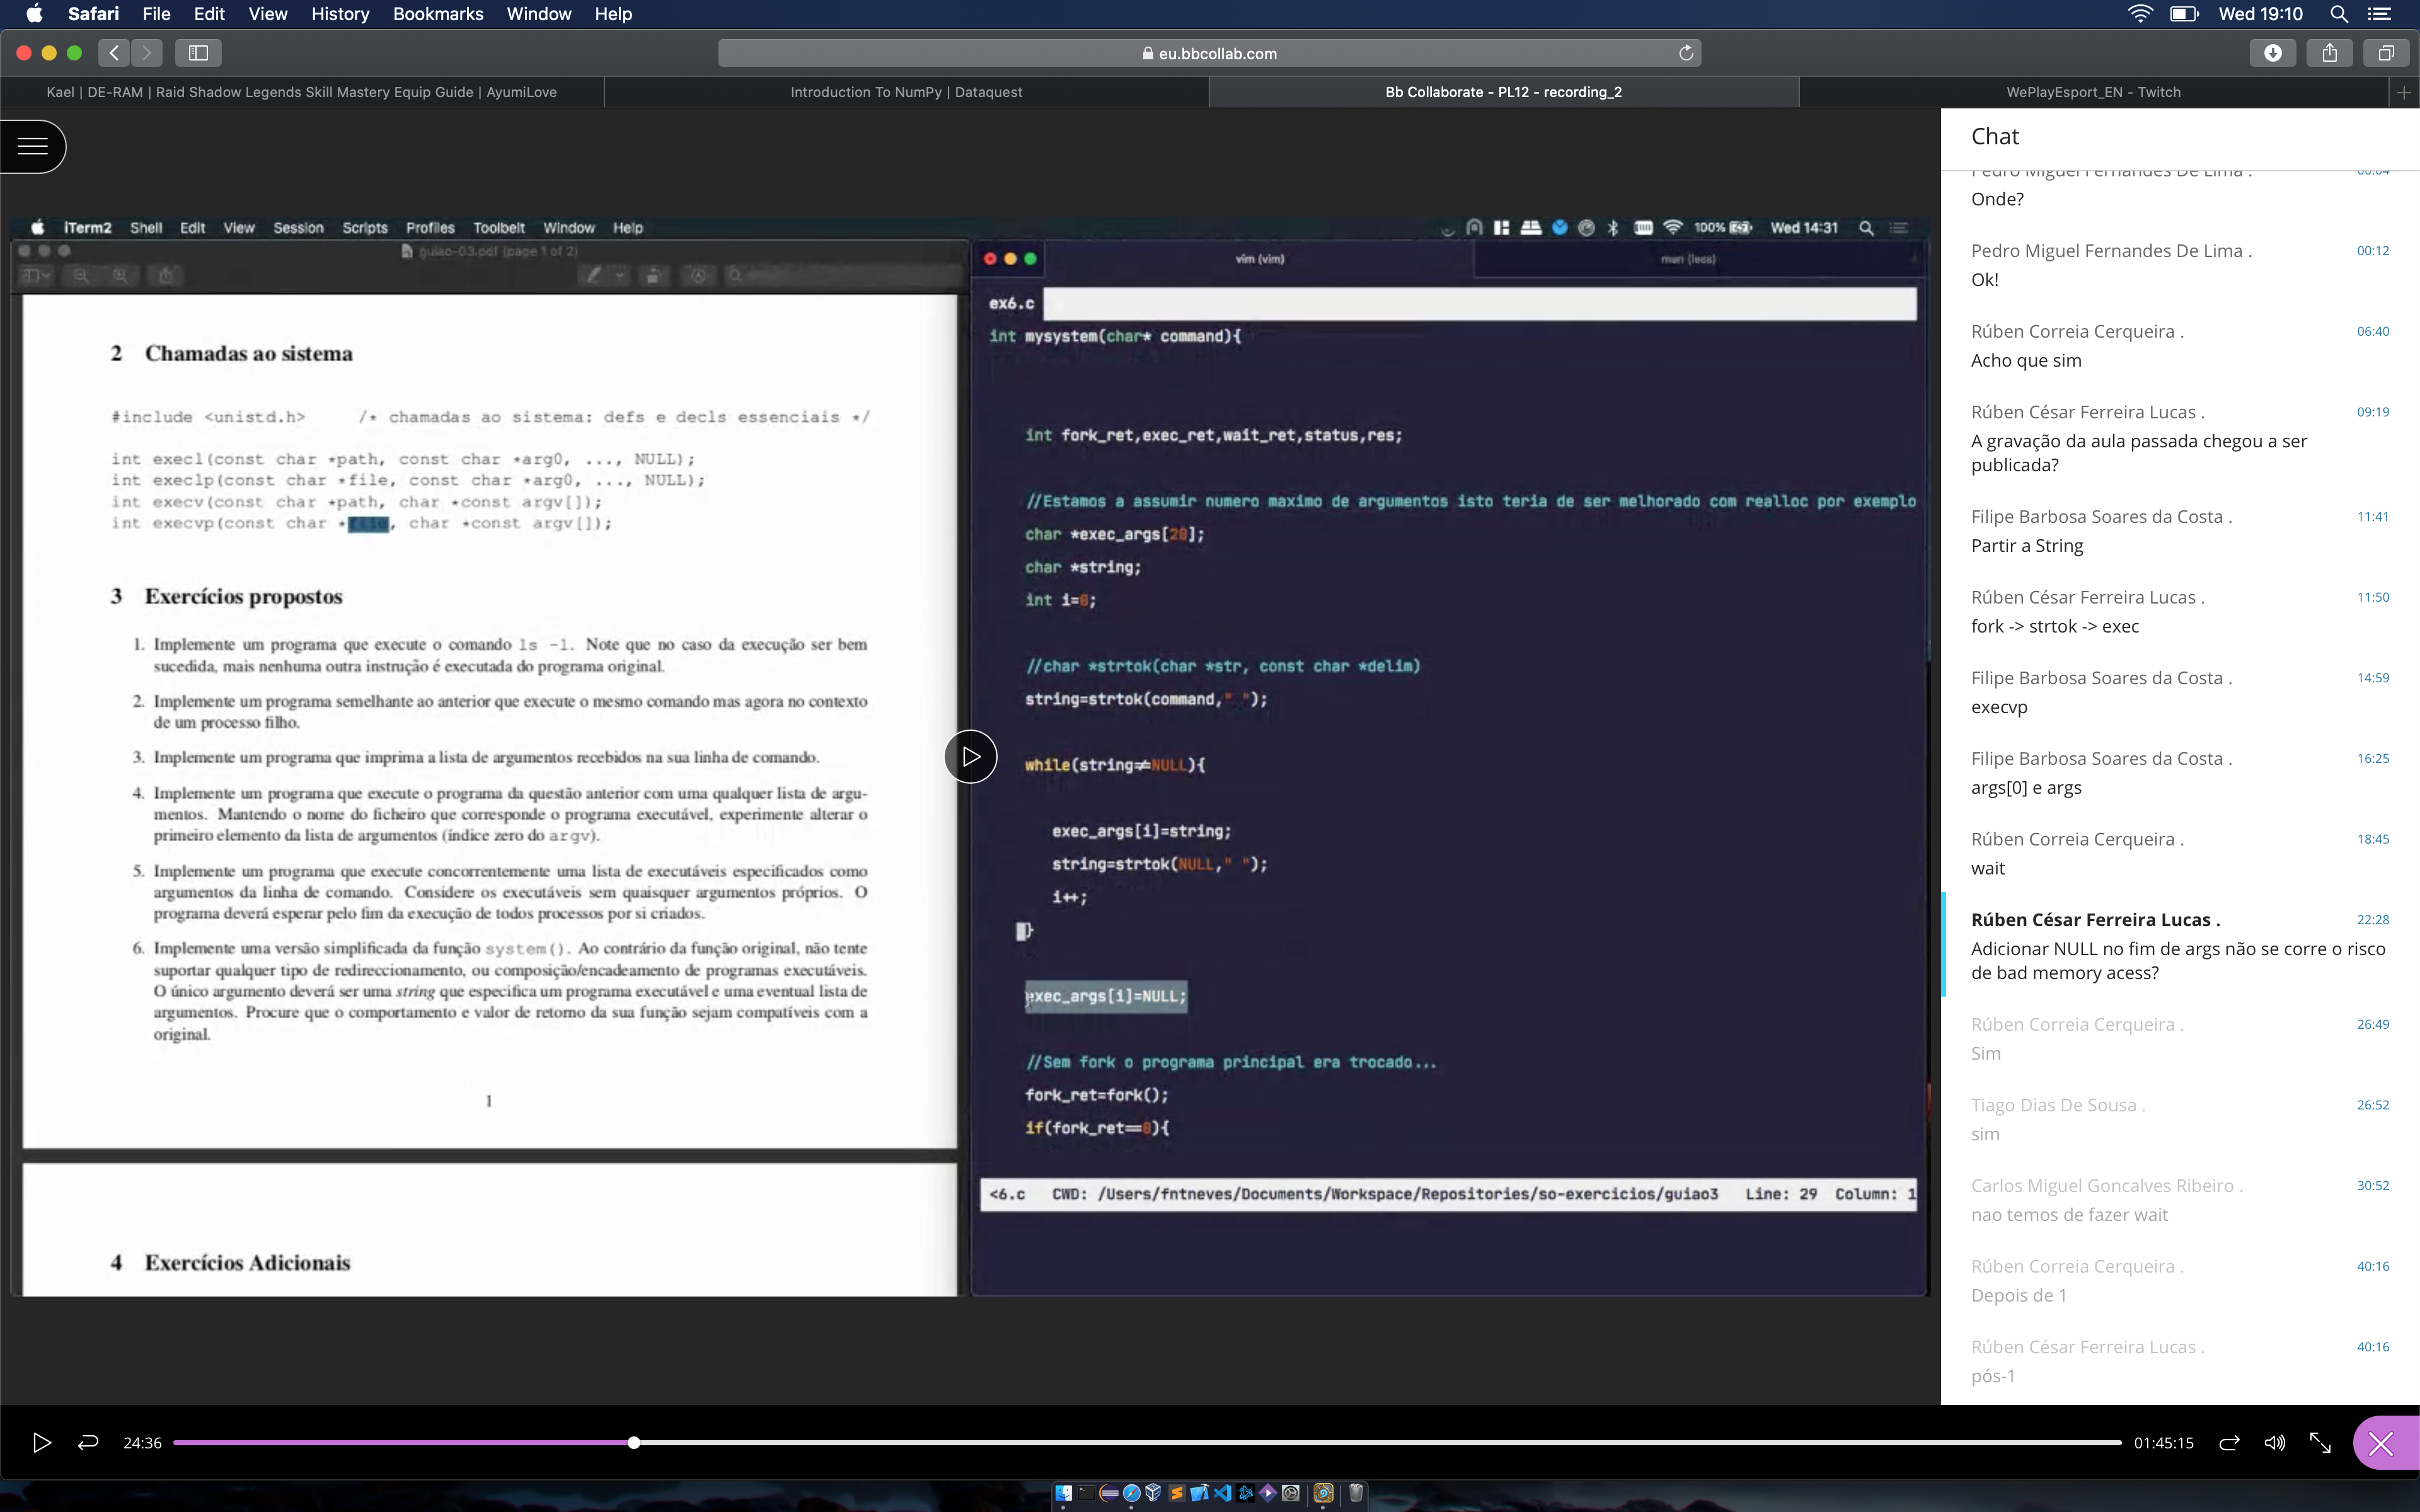 Safari File Edit View History Bookmarks Window Help Wed 19:10
eu.bbcollab.com
Kael | DE-RAM | Raid Shadow Legends Skill Mastery Equip Guide | AyumiLove
Introduction To NumPy | Dataquest
Bb Collaborate - PL12 - recording_2
WePlayEsport_EN - Twitch
iTerm2 Shell Edit View Session Scripts Profiles Toolbelt Window Help 100% Wed 14:31
guiao-03.pdf (page 1 of 2)
2 Chamadas ao sistema
#include <unistd.h> /* chamadas ao sistema: defs e decls essenciais */
int execl(const char *path, const char *arg0, ..., NULL);
int execlp(const char *file, const char *arg0, ..., NULL);
int execv(const char *path, char *const argv[]);
int execvp(const char *file, char *const argv[]);
3 Exercícios propostos
1. Implemente um programa que execute o comando ls -l. Note que no caso da execução ser bem
sucedida, mais nenhuma outra instrução é executada do programa original.
2. Implemente um programa semelhante ao anterior que execute o mesmo comando mas agora no contexto
de um processo filho.
3. Implemente um programa que imprima a lista de argumentos recebidos na sua linha de comando.
4. Implemente um programa que execute o programa da questão anterior com uma qualquer lista de argu-
mentos. Mantendo o nome do ficheiro que corresponde o programa executável, experimente alterar o
primeiro elemento da lista de argumentos (índice zero do argv).
5. Implemente um programa que execute concorrentemente uma lista de executáveis especificados como
argumentos da linha de comando. Considere os executáveis sem quaisquer argumentos próprios. O
programa deverá esperar pelo fim da execução de todos processos por si criados.
6. Implemente uma versão simplificada da função system(). Ao contrário da função original, não tente
suportar qualquer tipo de redireccionamento, ou composição/encadeamento de programas executáveis.
O único argumento deverá ser uma string que especifica um programa executável e uma eventual lista de
argumentos. Procure que o comportamento e valor de retorno da sua função sejam compatíveis com a
original.
1
4 Exercícios Adicionais
vim (vim)
man (less)
ex6.c
int mysystem(char* command){
int fork_ret,exec_ret,wait_ret,status,res;
//Estamos a assumir numero maximo de argumentos isto teria de ser melhorado com realloc por exemplo
char *exec_args[20];
char *string;
int i=0;
//char *strtok(char *str, const char *delim)
string=strtok(command," ");
while(string≠NULL){
exec_args[i]=string;
string=strtok(NULL," ");
i++;
}
exec_args[i]=NULL;
//Sem fork o programa principal era trocado...
fork_ret=fork();
if(fork_ret==0){
<6.c CWD: /Users/fntneves/Documents/Workspace/Repositories/so-exercicios/guiao3 Line: 29 Column: 1
Chat
Pedro Miguel Fernandes De Lima . 00:04
Onde?
Pedro Miguel Fernandes De Lima . 00:12
Ok!
Rúben Correia Cerqueira . 06:40
Acho que sim
Rúben César Ferreira Lucas . 09:19
A gravação da aula passada chegou a ser
publicada?
Filipe Barbosa Soares da Costa . 11:41
Partir a String
Rúben César Ferreira Lucas . 11:50
fork -> strtok -> exec
Filipe Barbosa Soares da Costa . 14:59
execvp
Filipe Barbosa Soares da Costa . 16:25
args[0] e args
Rúben Correia Cerqueira . 18:45
wait
Rúben César Ferreira Lucas . 22:28
Adicionar NULL no fim de args não se corre o risco
de bad memory acess?
Rúben Correia Cerqueira . 26:49
Sim
Tiago Dias De Sousa . 26:52
sim
Carlos Miguel Goncalves Ribeiro . 30:52
nao temos de fazer wait
Rúben Correia Cerqueira . 40:16
Depois de 1
Rúben César Ferreira Lucas . 40:16
pós-1
24:36
01:45:15